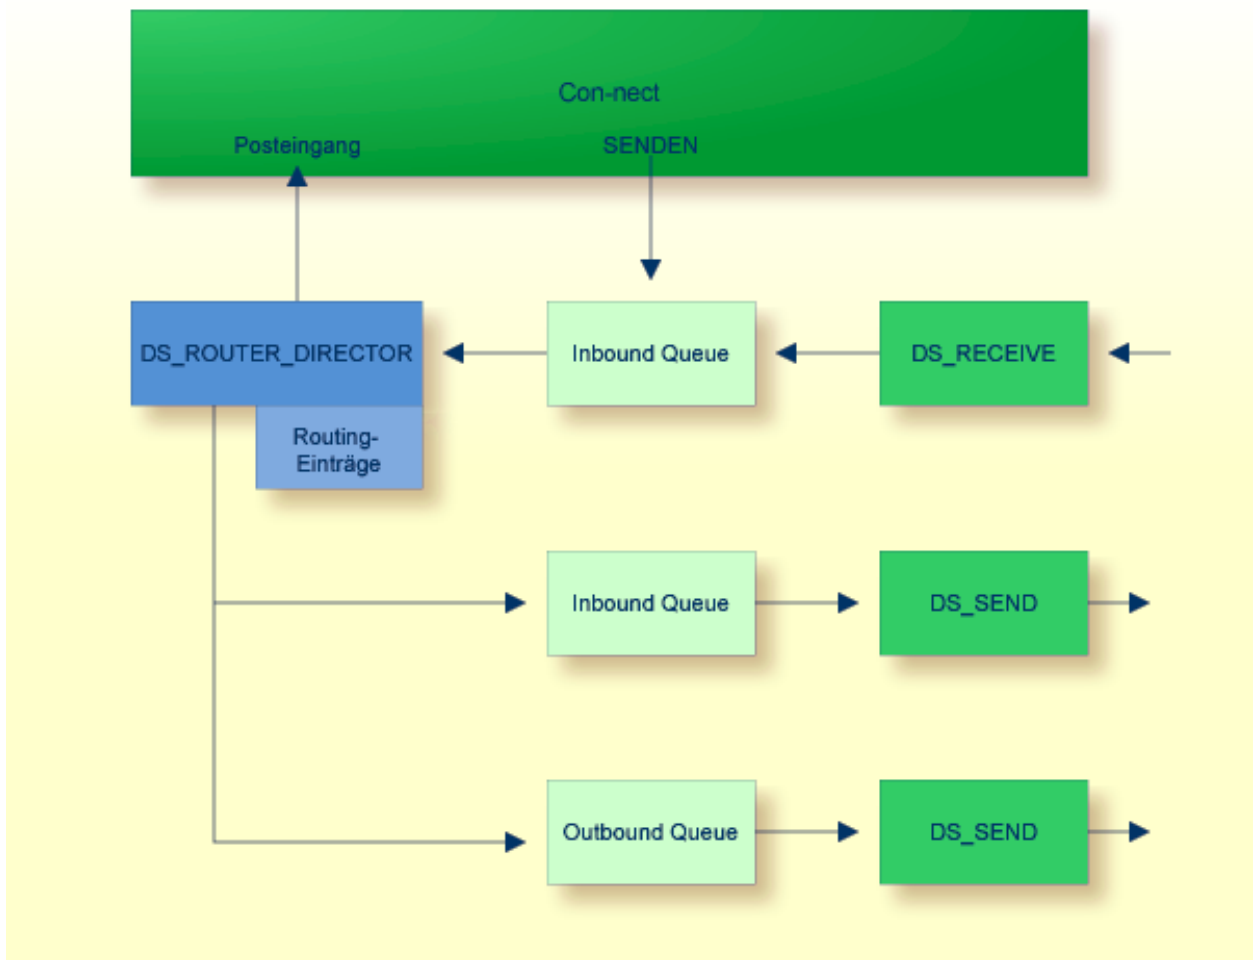 Con-nect
Posteingang
SENDEN
DS_ROUTER_DIRECTOR
Inbound Queue
DS_RECEIVE
Routing-
Einträge
Inbound Queue
DS_SEND
Outbound Queue
DS_SEND